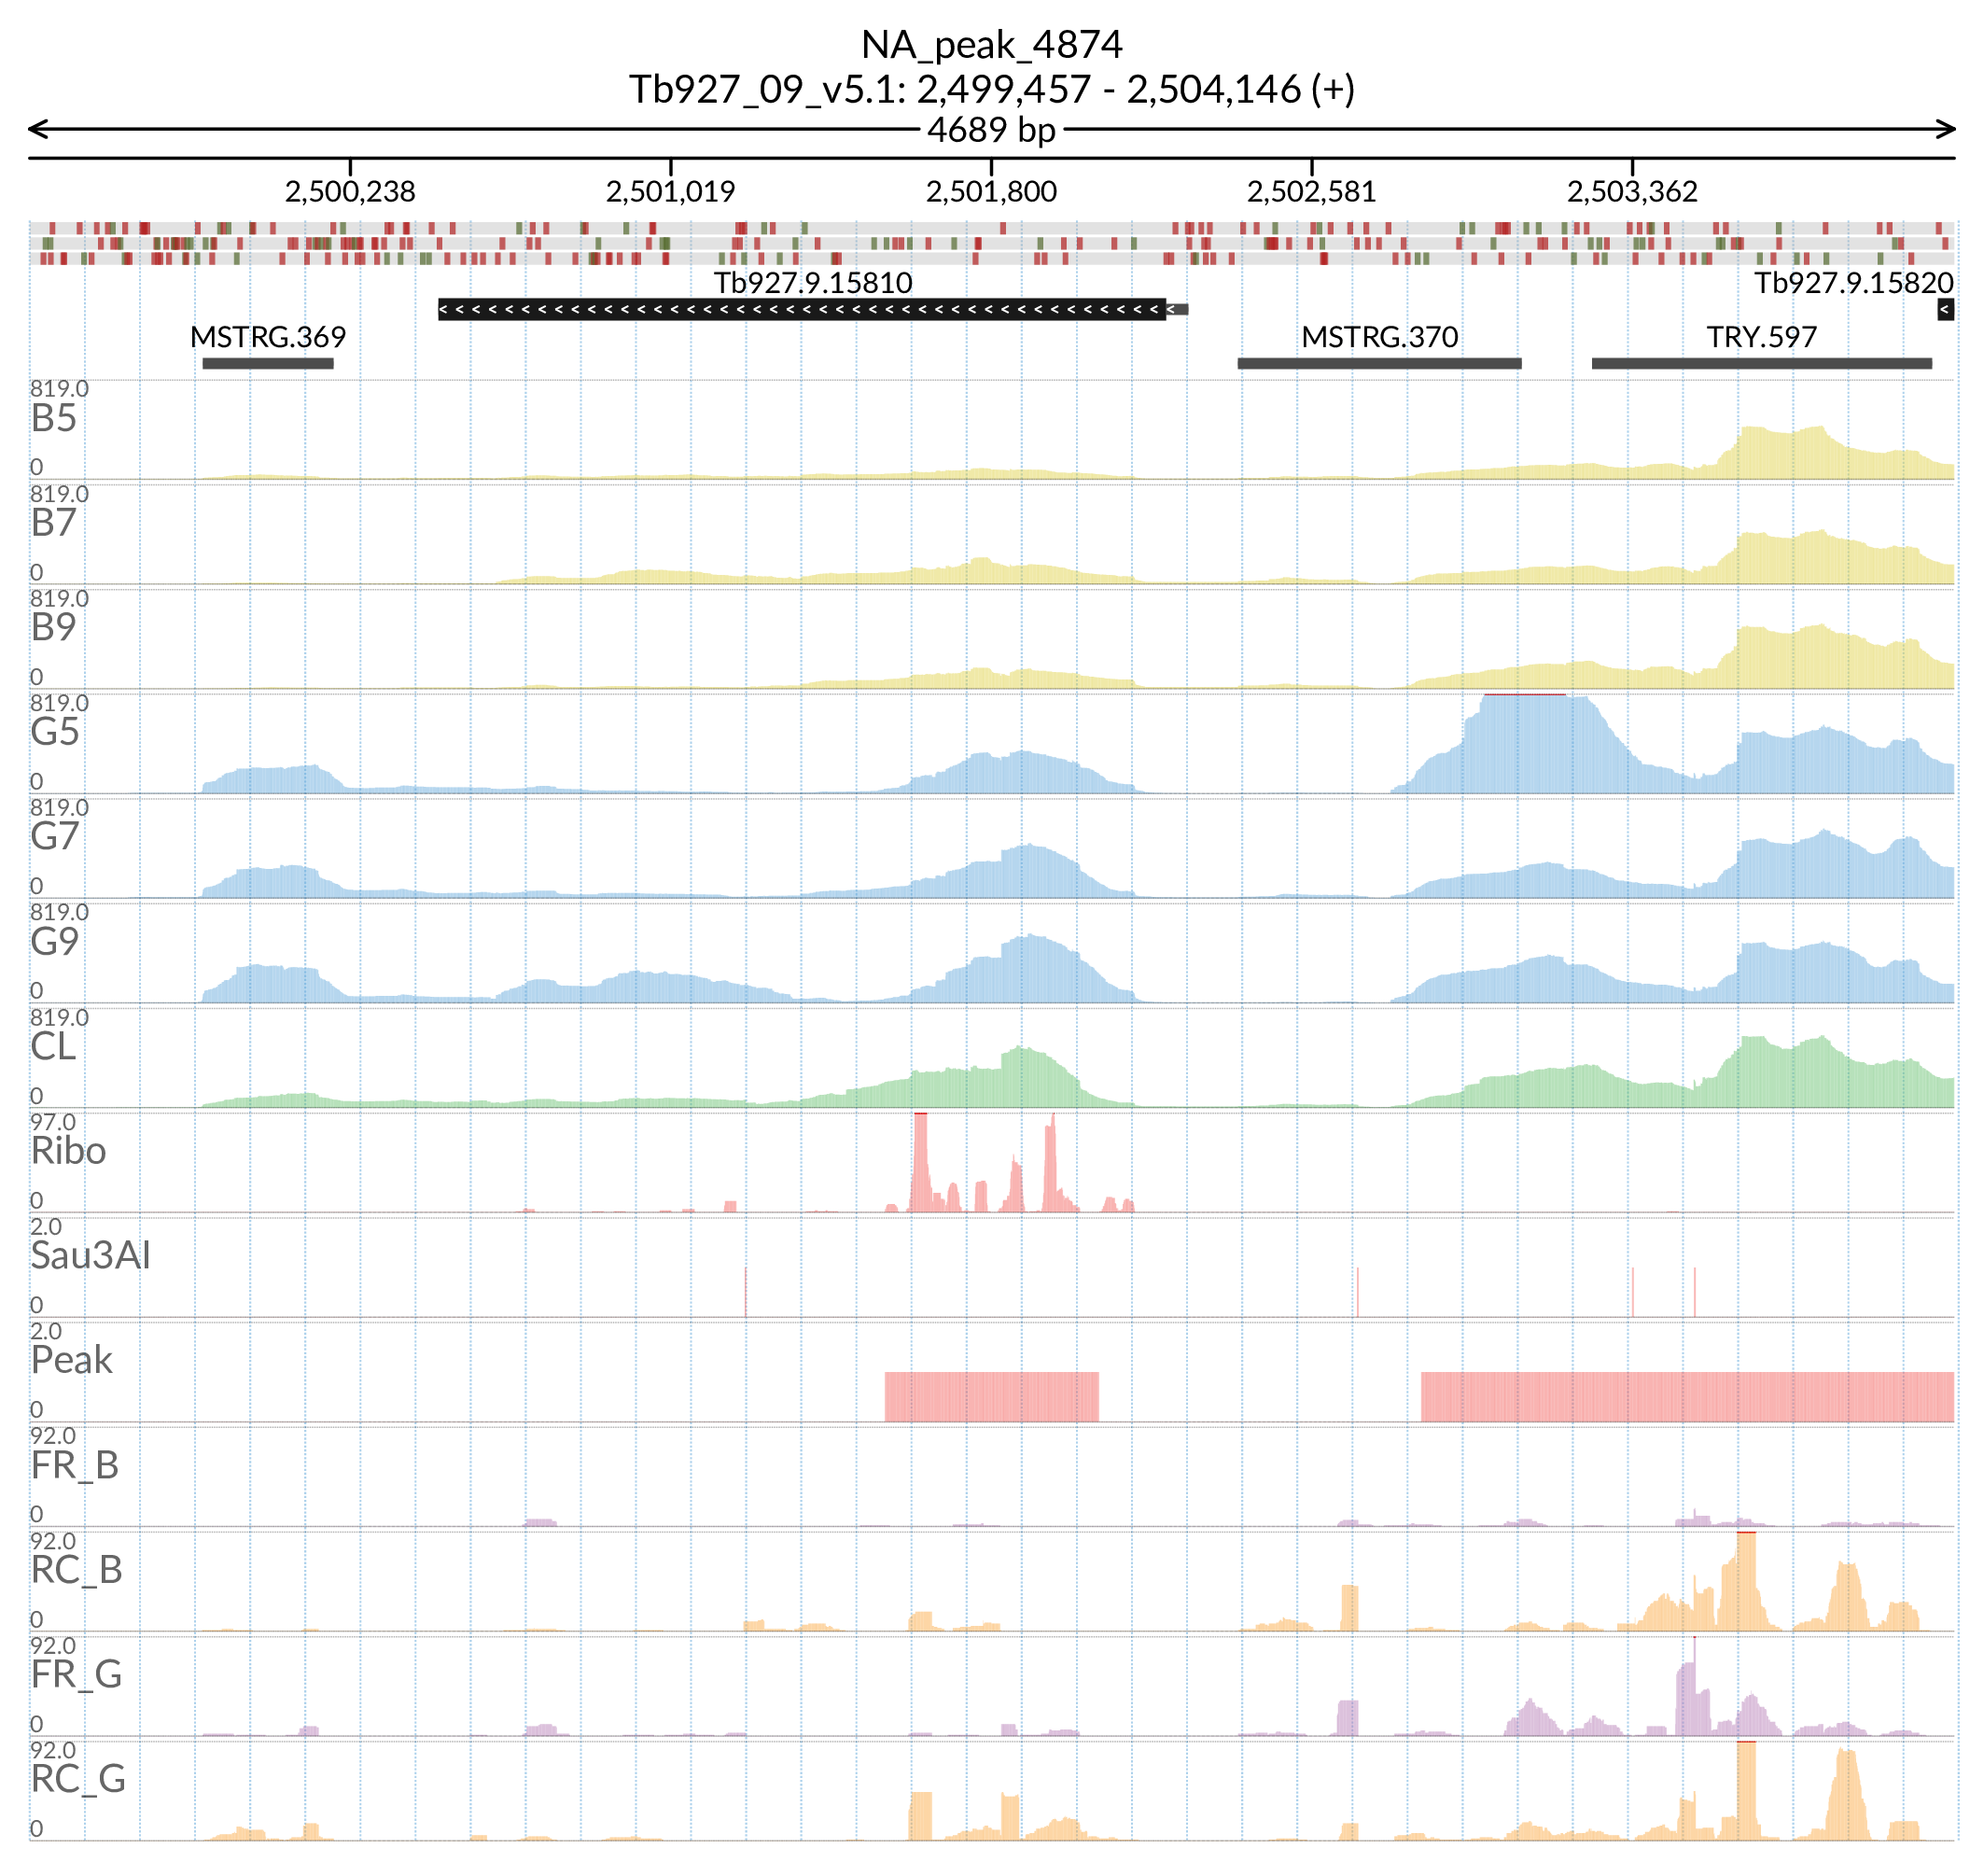 NA_peak_4874
Tb927_09_v5.1: 2,499,457 - 2,504,146 (+)
4689 bp
2,500,238 2,501,019 2,501,800 2,502,581 2,503,362
Tb927.9.15810 Tb927.9.15820
MSTRG.369 MSTRG.370 TRY.597
819.0
B5
0
819.0
B7
0
819.0
B9
0
819.0
G5
0
819.0
G7
0
819.0
G9
0
819.0
CL
0
97.0
Ribo
0
2.0
Sau3AI
0
2.0
Peak
0
92.0
FR_B
0
92.0
RC_B
0
92.0
FR_G
0
92.0
RC_G
0